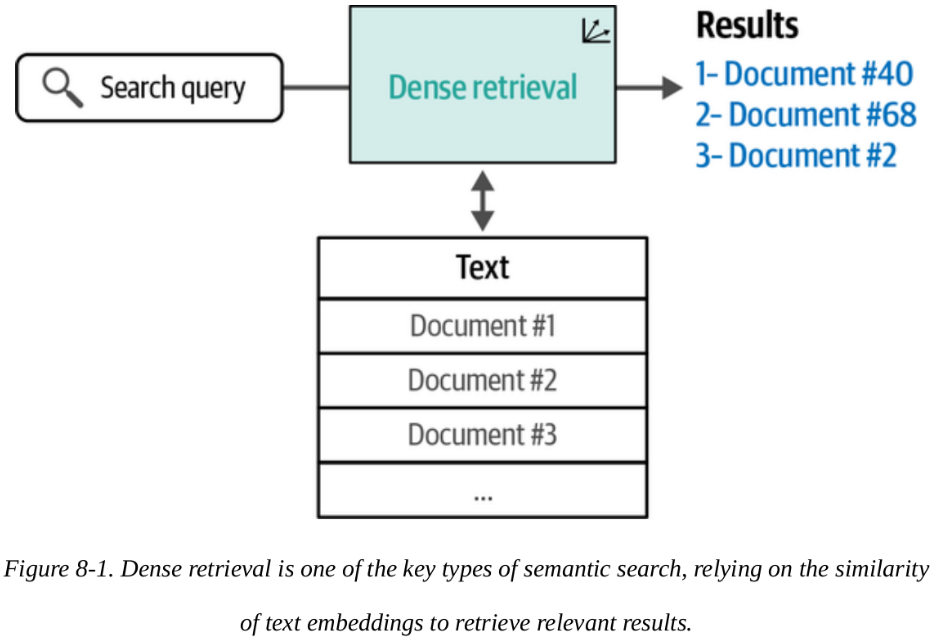 Search query
Dense retrieval
Results
1- Document #40
2- Document #68
3- Document #2
Text
Document #1
Document #2
Document #3
...
Figure 8-1. Dense retrieval is one of the key types of semantic search, relying on the similarity
of text embeddings to retrieve relevant results.